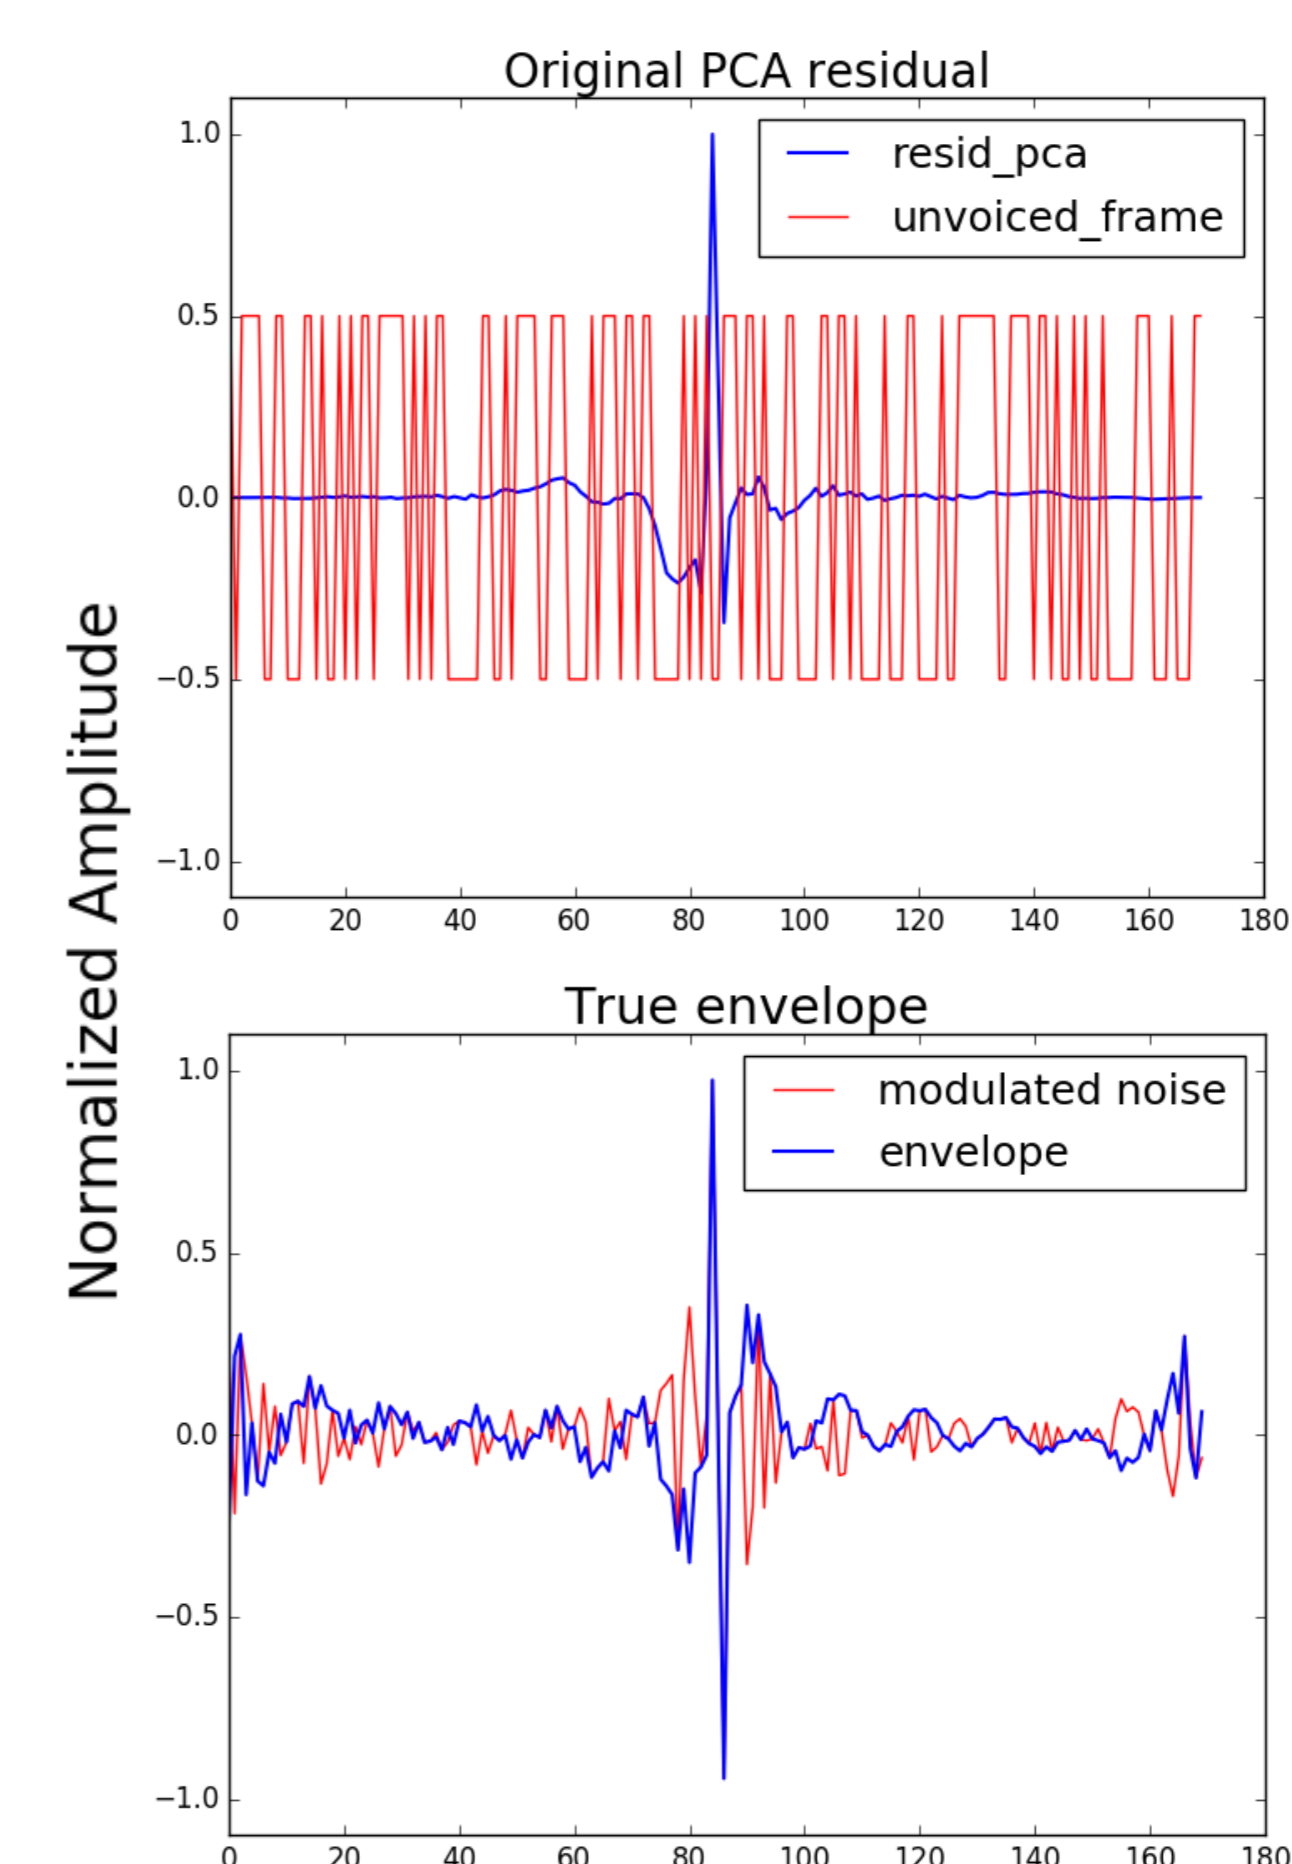 Original PCA residual
1.0
0.5
0.0
−0.5
−1.0
resid_pca
unvoiced_frame
0 20 40 60 80 100 120 140 160 180
Normalized Amplitude
True envelope
1.0
0.5
0.0
−0.5
−1.0
modulated noise
envelope
0 20 40 60 80 100 120 140 160 180